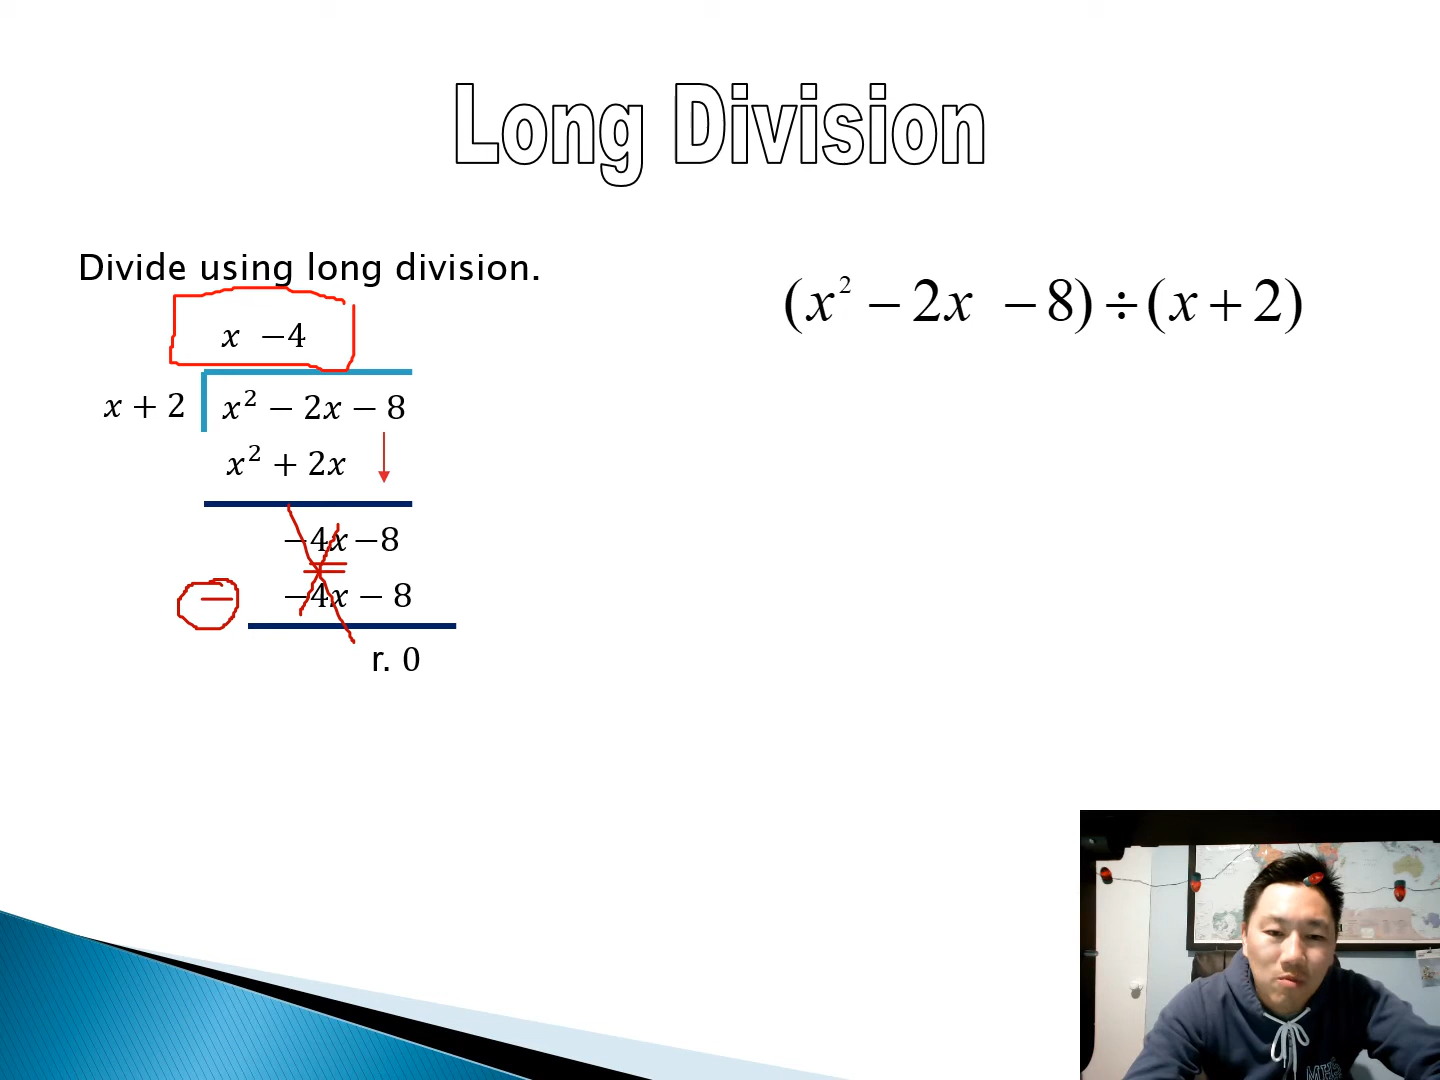 Long Division
Divide using long division.
(x² − 2x − 8) ÷ (x + 2)
x −4
x + 2
x² − 2x − 8
x² + 2x
−4x −8
−
−4x − 8
r. 0